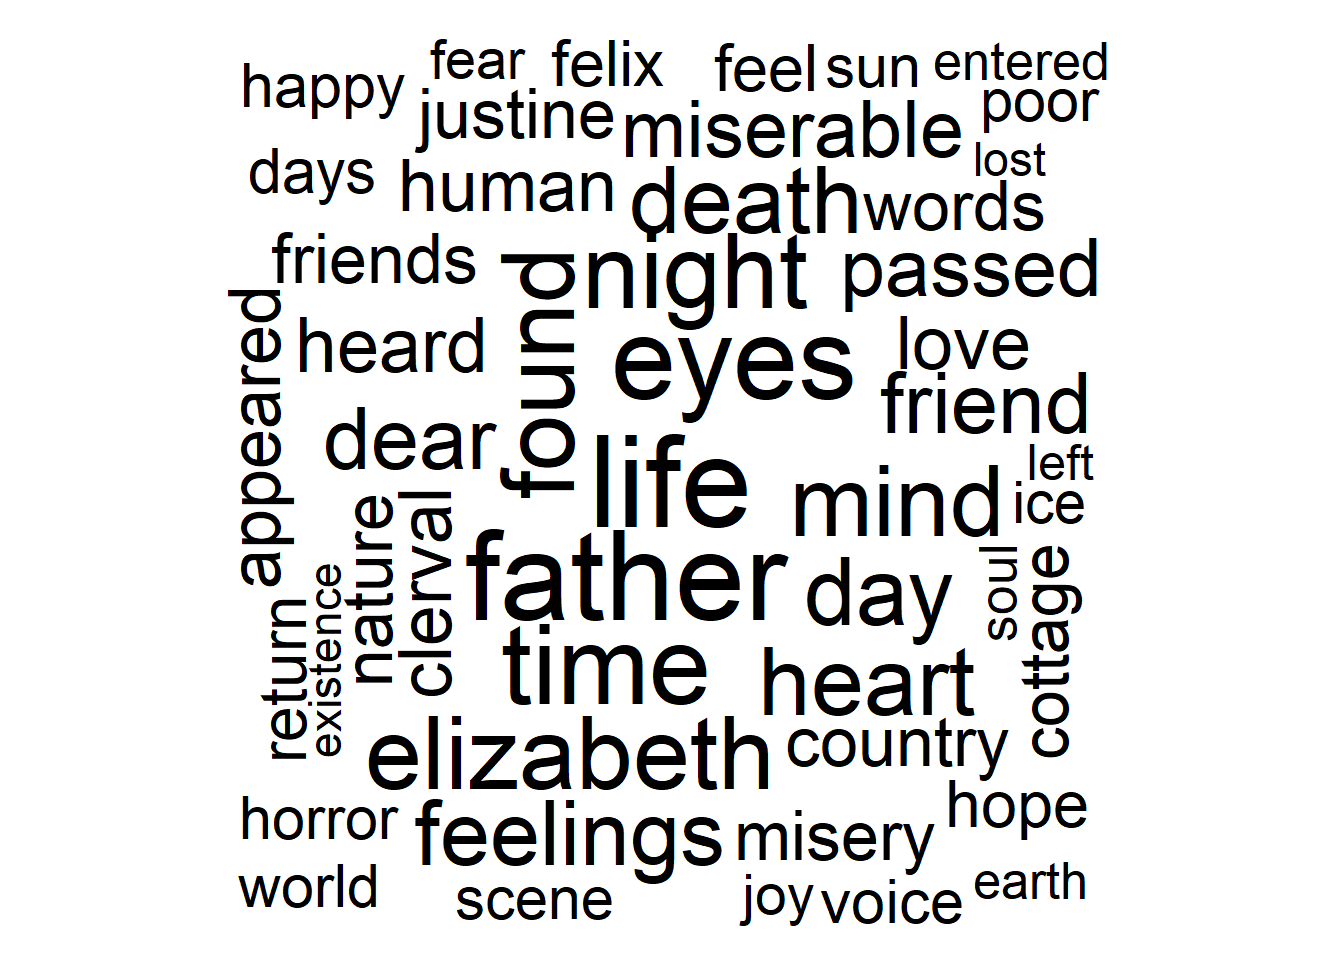 fear felix feel sun entered
happy justine miserable poor
days human death words lost
friends found night passed
appeared heard eyes love
dear friend
life mind left
nature clerval ice
father day soul cottage
return existence time heart
elizabeth country
horror feelings misery hope
world scene joy voice earth